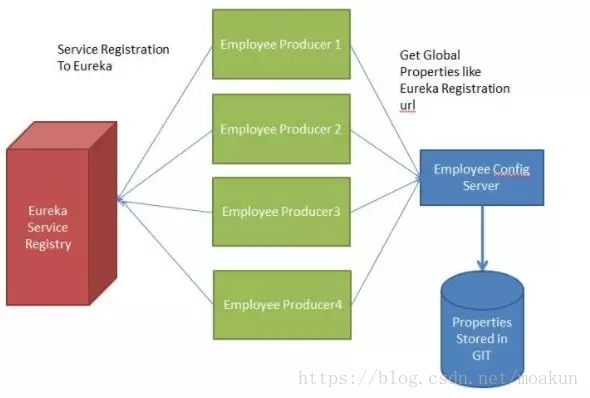 Service Registration
To Eureka
Employee Producer 1
Get Global
Properties like
Eureka Registration
url
Employee Producer 2
Employee Config
Server
Eureka
Service
Registry
Employee Producer3
Employee Producer4
Properties
Stored in
GIT
https://blog.csdn.net/moakun